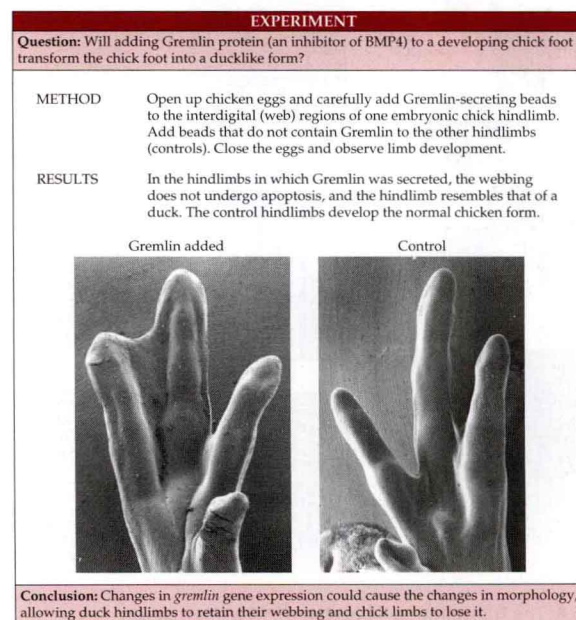 EXPERIMENT
Question: Will adding Gremlin protein (an inhibitor of BMP4) to a developing chick foot
transform the chick foot into a ducklike form?
METHOD
Open up chicken eggs and carefully add Gremlin-secreting beads
to the interdigital (web) regions of one embryonic chick hindlimb.
Add beads that do not contain Gremlin to the other hindlimbs
(controls). Close the eggs and observe limb development.
RESULTS
In the hindlimbs in which Gremlin was secreted, the webbing
does not undergo apoptosis, and the hindlimb resembles that of a
duck. The control hindlimbs develop the normal chicken form.
Gremlin added
Control
Conclusion: Changes in gremlin gene expression could cause the changes in morphology,
allowing duck hindlimbs to retain their webbing and chick limbs to lose it.